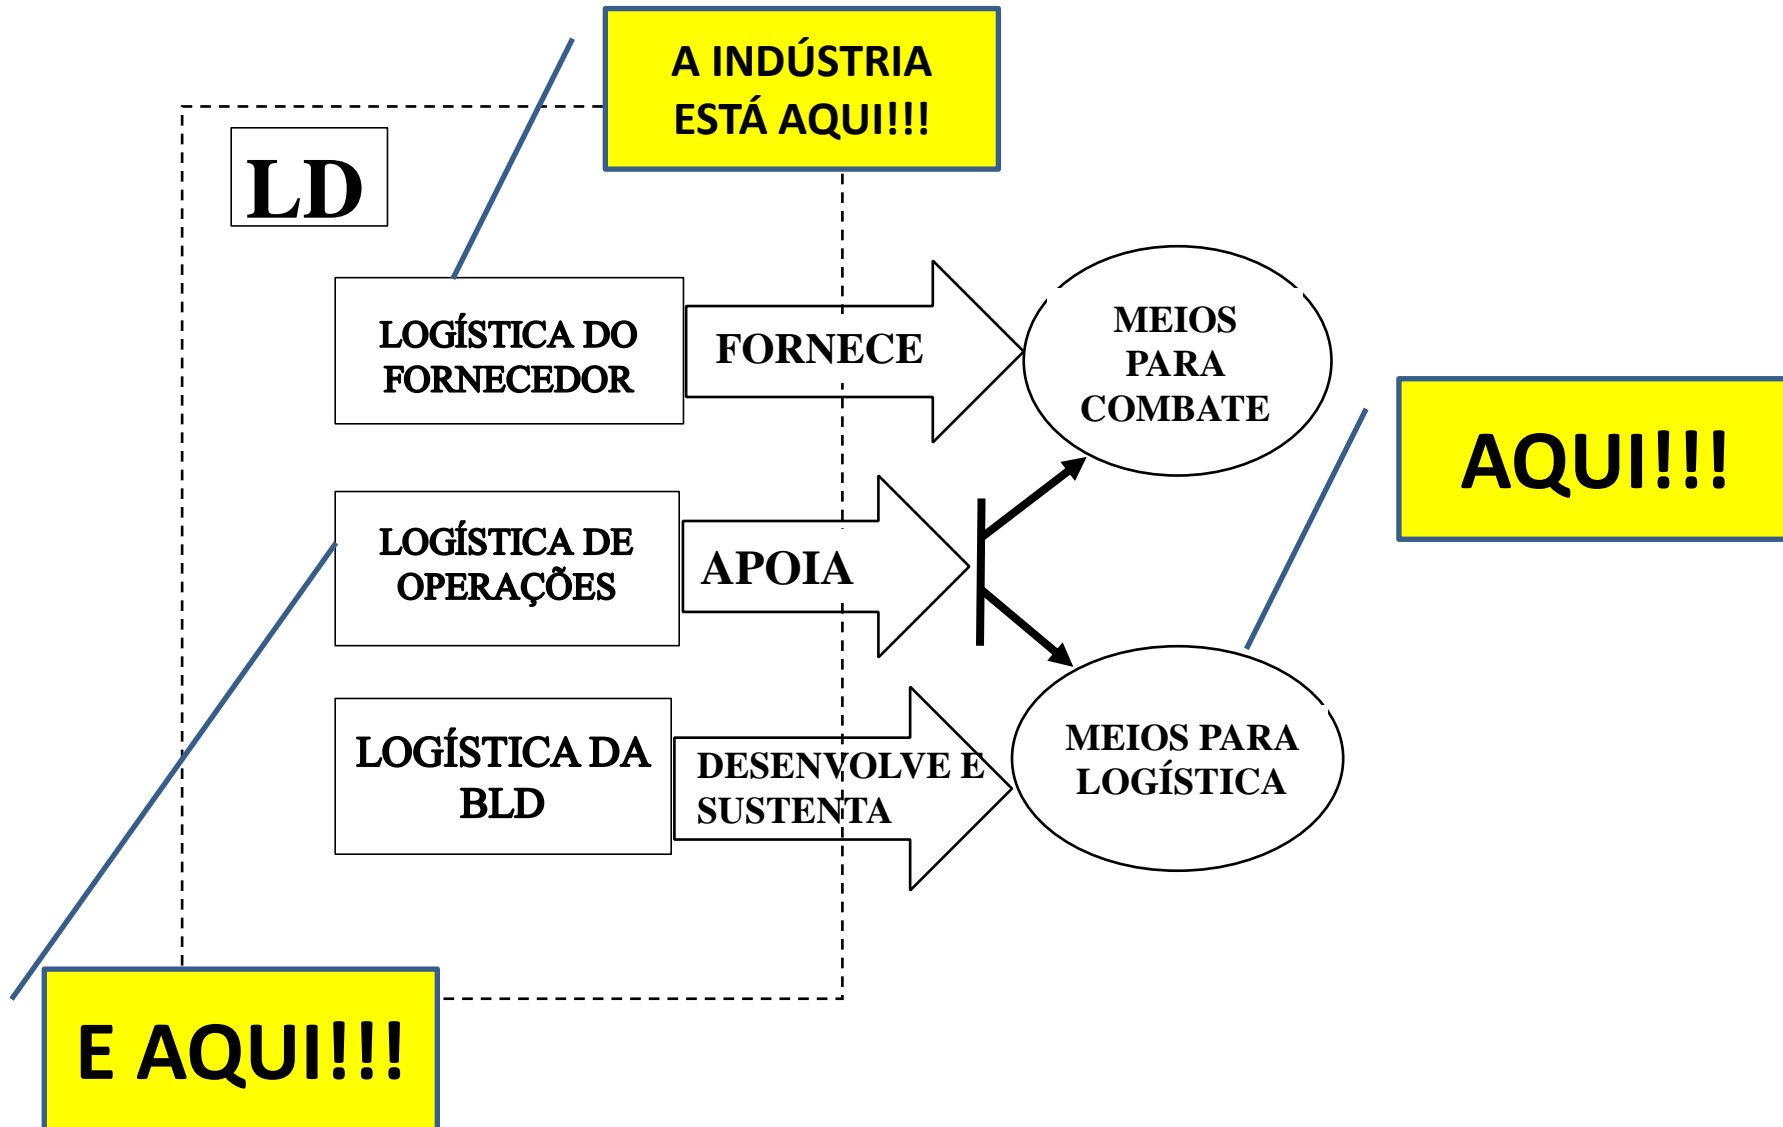 A INDÚSTRIA
ESTÁ AQUI!!!
LD
LOGÍSTICA DO
FORNECEDOR
FORNECE
MEIOS
PARA
COMBATE
AQUI!!!
LOGÍSTICA DE
OPERAÇÕES
APOIA
LOGÍSTICA DA
BLD
DESENVOLVE E
SUSTENTA
MEIOS PARA
LOGÍSTICA
E AQUI!!!